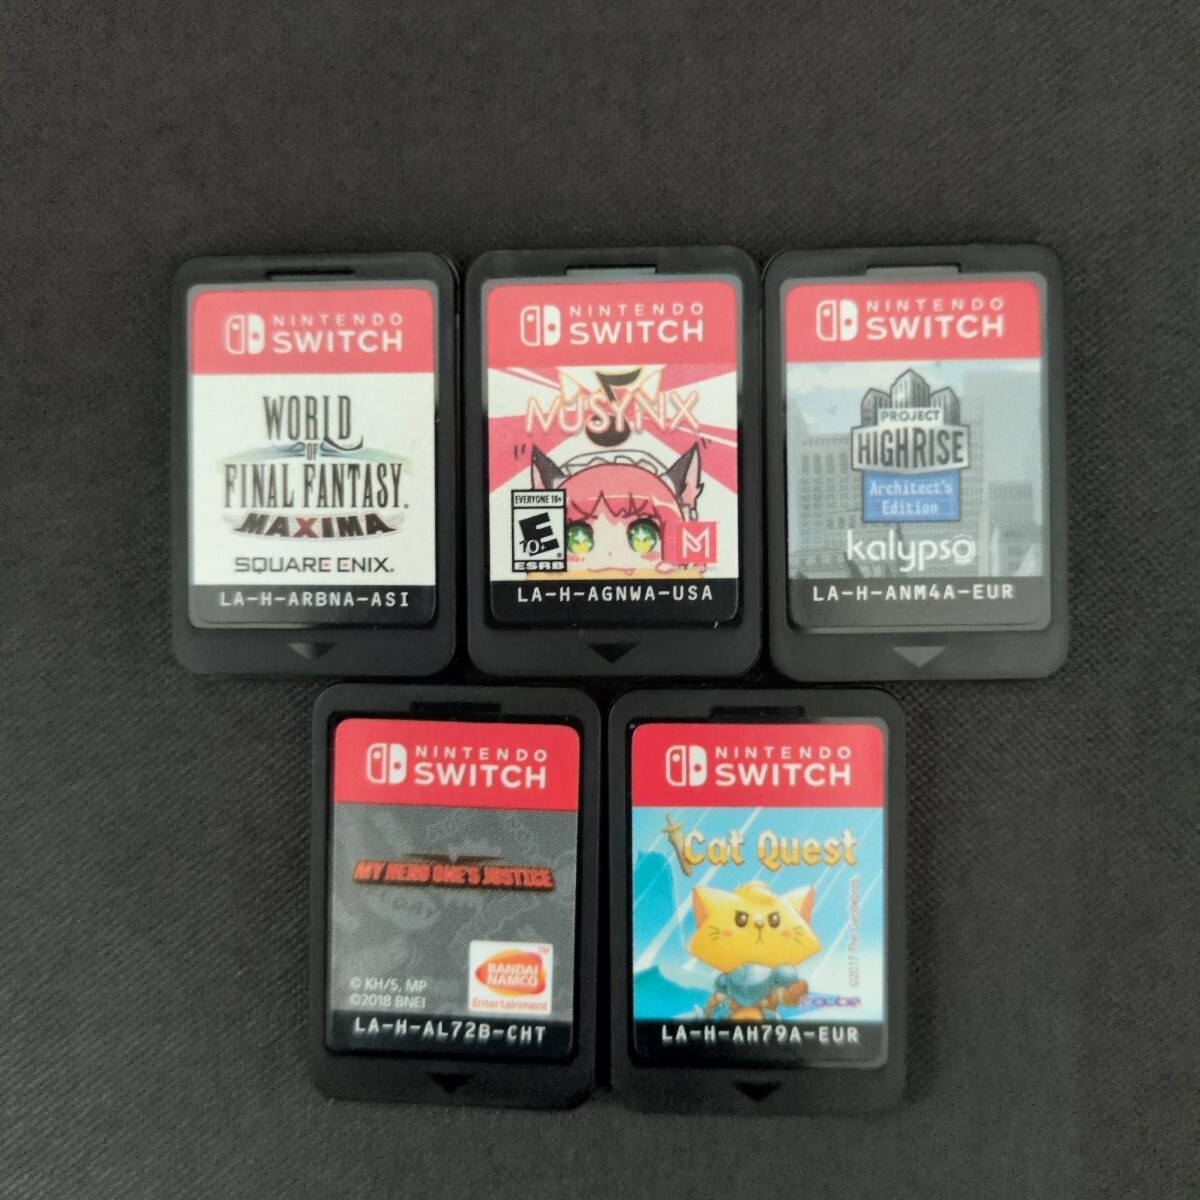 NINTENDO
SWITCH
WORLD
OF
FINAL FANTASY
MAXIMA
SQUARE ENIX.
LA-H-ARBNA-ASI
NINTENDO
SWITCH
MUSYNX
EVERYONE 10+
E
10+
ESRB
M
LA-H-AGNWA-USA
NINTENDO
SWITCH
PROJECT
HIGHRISE
Architect's
Edition
kalypso
LA-H-ANM4A-EUR
NINTENDO
SWITCH
MY HERO ONE'S JUSTICE
BANDAI
NAMCO
Entertainment
TM
© KH/S, MP
©2018 BNEI
LA-H-AL72B-CHT
NINTENDO
SWITCH
Cat Quest
©2017 The Gentlebros
pqube
LA-H-AH79A-EUR